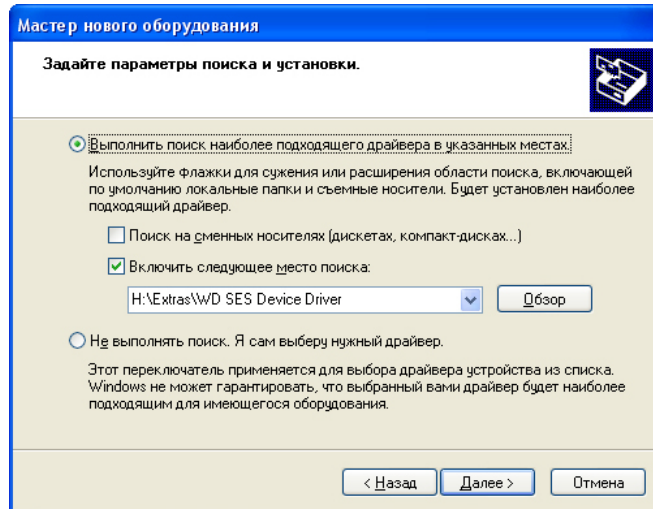 Мастер нового оборудования
Задайте параметры поиска и установки.
Выполнить поиск наиболее подходящего драйвера в указанных местах.
Используйте флажки для сужения или расширения области поиска, включающей
по умолчанию локальные папки и съемные носители. Будет установлен наиболее
подходящий драйвер.
Поиск на сменных носителях (дискетах, компакт-дисках...)
Включить следующее место поиска:
H:\Extras\WD SES Device Driver
Обзор
Не выполнять поиск. Я сам выберу нужный драйвер.
Этот переключатель применяется для выбора драйвера устройства из списка.
Windows не может гарантировать, что выбранный вами драйвер будет наиболее
подходящим для имеющегося оборудования.
< Назад
Далее >
Отмена